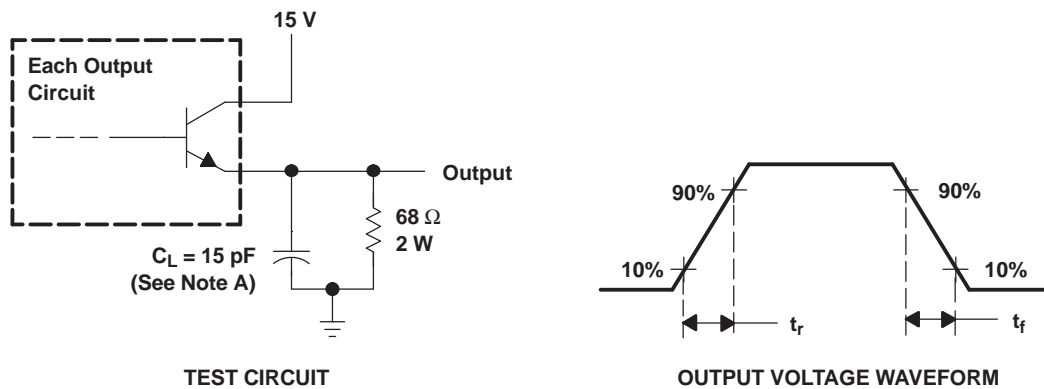 15 V
Each Output
Circuit
Output
68 Ω
2 W
C_L = 15 pF
(See Note A)
TEST CIRCUIT
90%
90%
10%
10%
t_r
t_f
OUTPUT VOLTAGE WAVEFORM